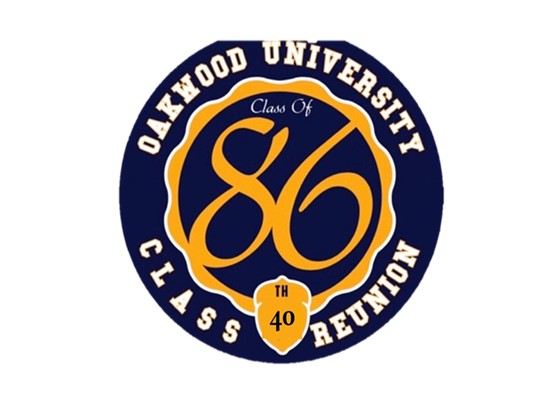 OAKWOOD UNIVERSITY
Class Of
86
TH
40
CLASS REUNION